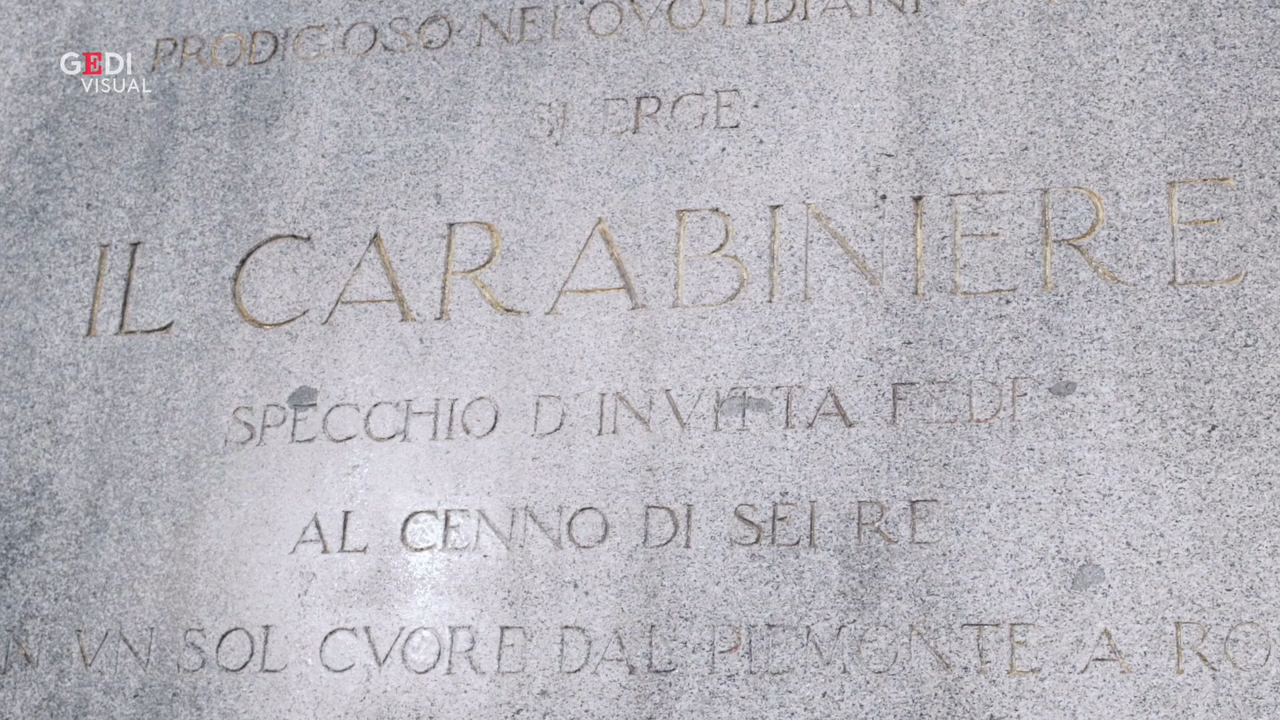 PRODIGIOSO NEL QVOTIDIANO
GEDI
VISUAL
SI ERGE
IL CARABINIERE
SPECCHIO D INVITTA FEDE
AL CENNO DI SEI RE
N VN SOL CVORE DAL PIEMONTE A RO